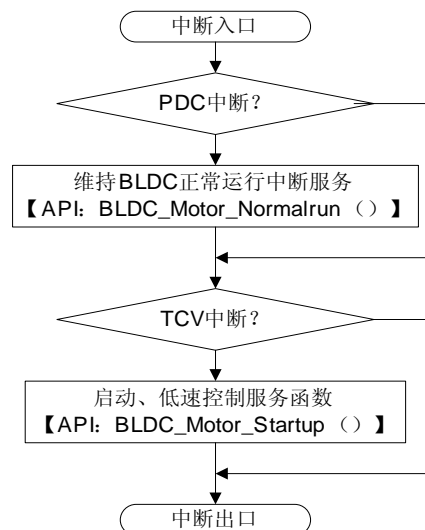 中断入口
PDC中断？
维持BLDC正常运行中断服务
【API：BLDC_Motor_Normalrun （）】
TCV中断？
启动、低速控制服务函数
【API：BLDC_Motor_Startup （）】
中断出口